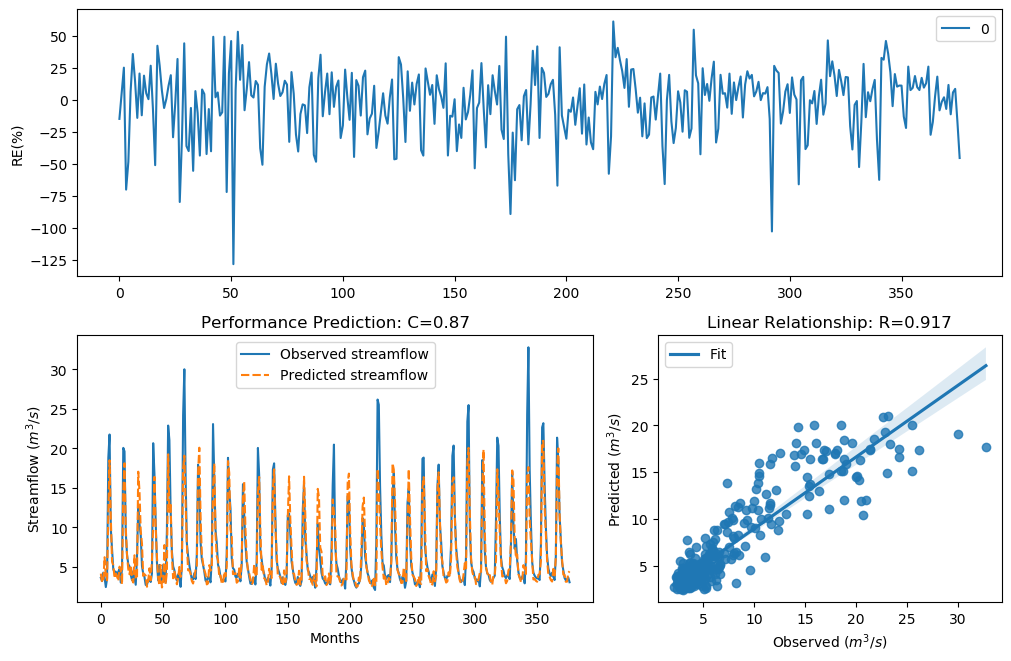 50
25
0
−25
−50
−75
−100
−125
RE(%)
0
0 50 100 150 200 250 300 350
Performance Prediction: C=0.87
Observed streamflow
Predicted streamflow
30
25
20
15
10
5
Streamflow (m³/s)
0 50 100 150 200 250 300 350
Months
Linear Relationship: R=0.917
Fit
25
20
15
10
5
Predicted (m³/s)
5 10 15 20 25 30
Observed (m³/s)